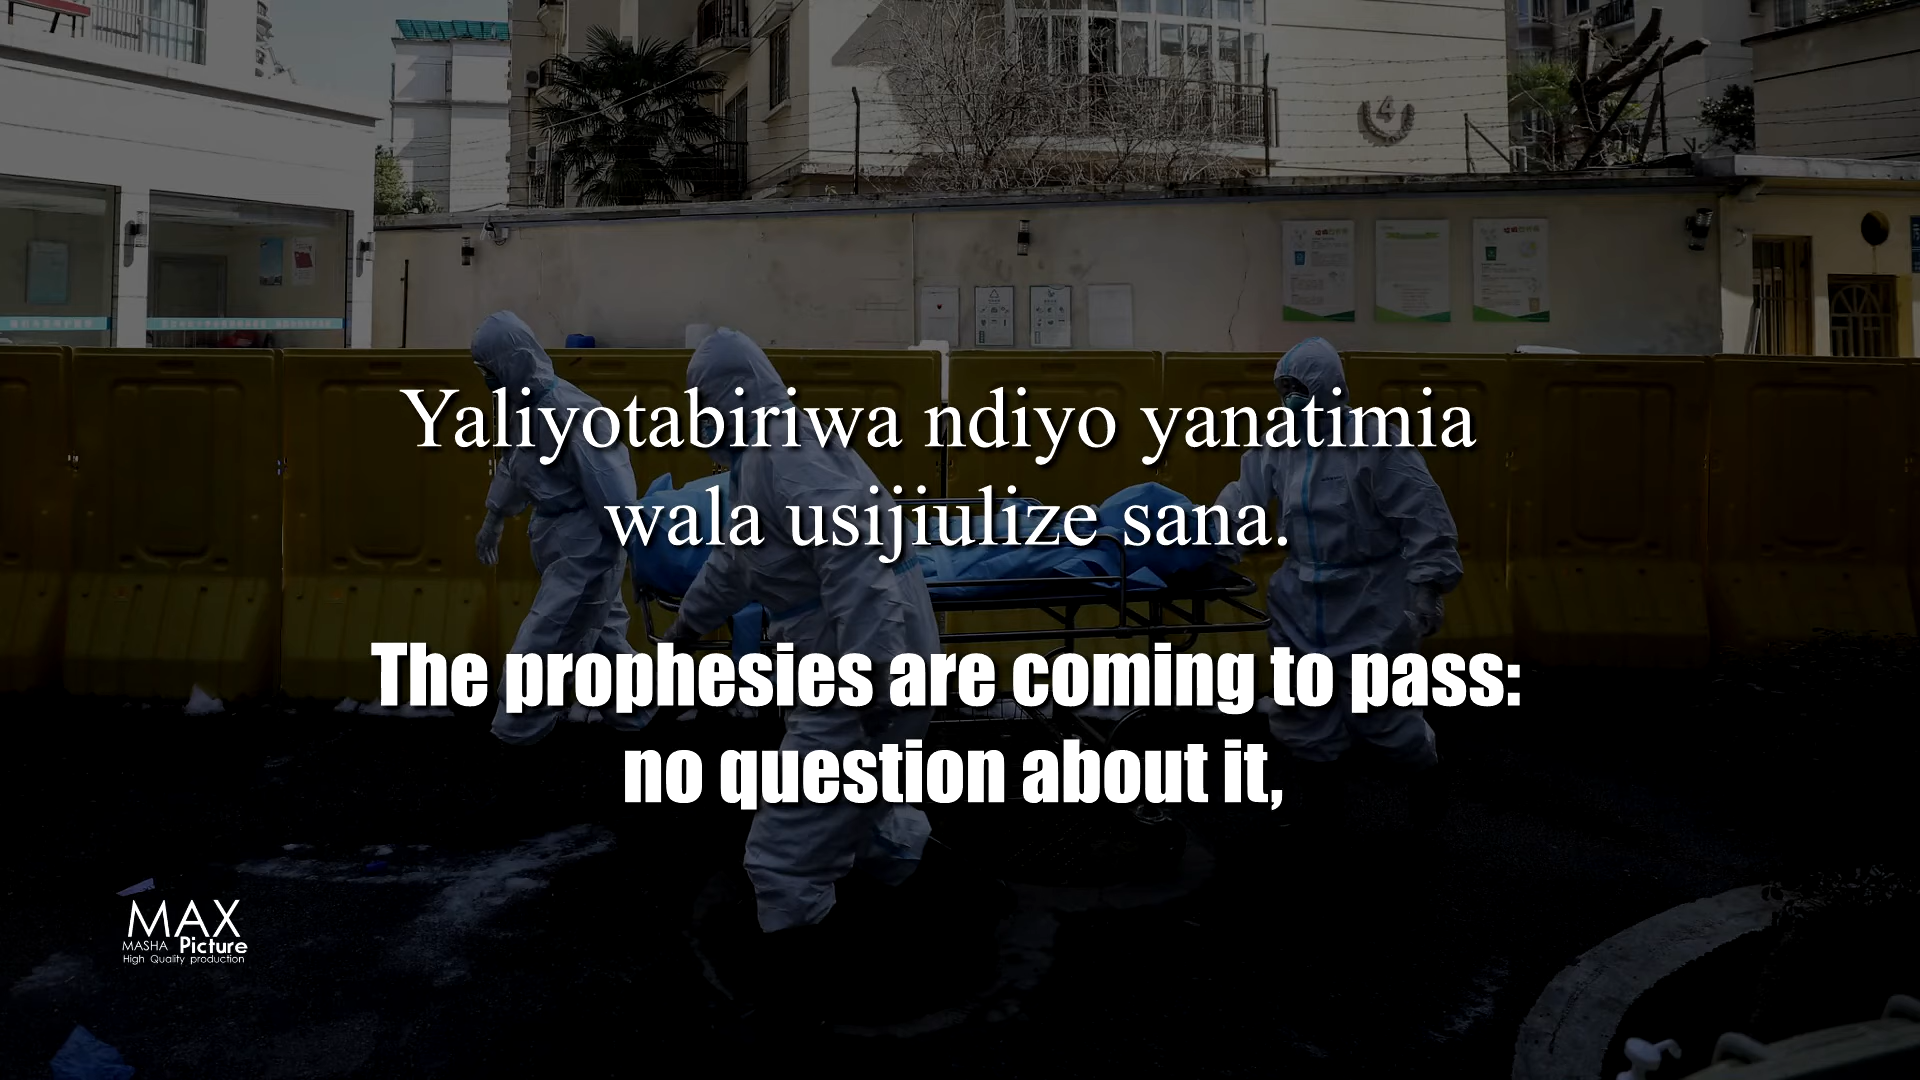 4
Yaliyotabiriwa ndiyo yanatimia
wala usijiulize sana.
The prophesies are coming to pass:
no question about it,
MAX
MASHA Picture
High Quality production